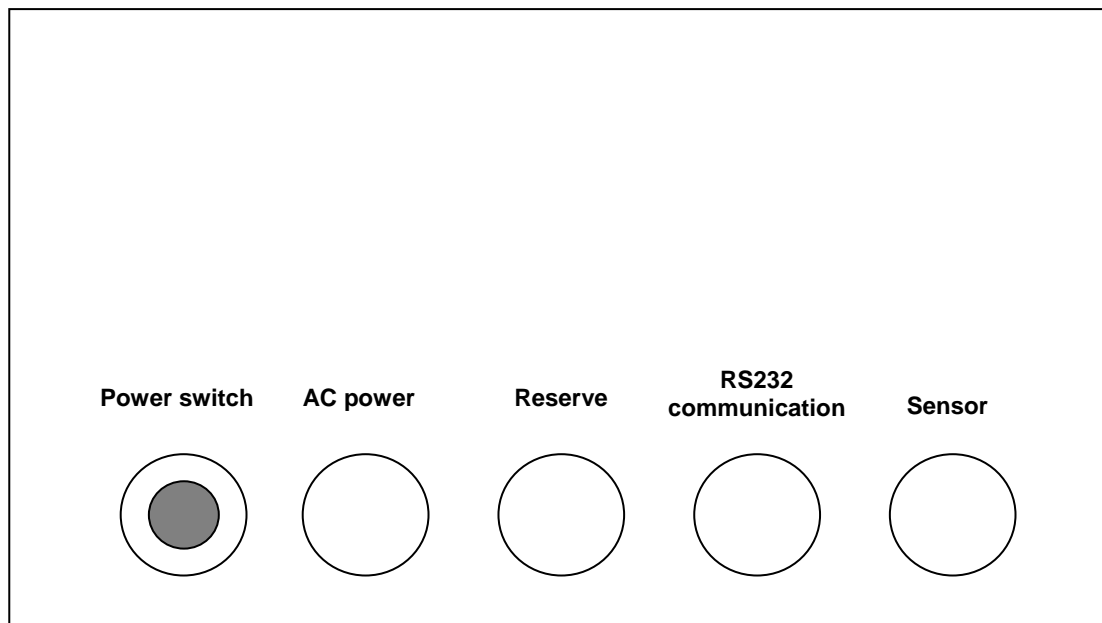 Power switch
AC power
Reserve
RS232
communication
Sensor